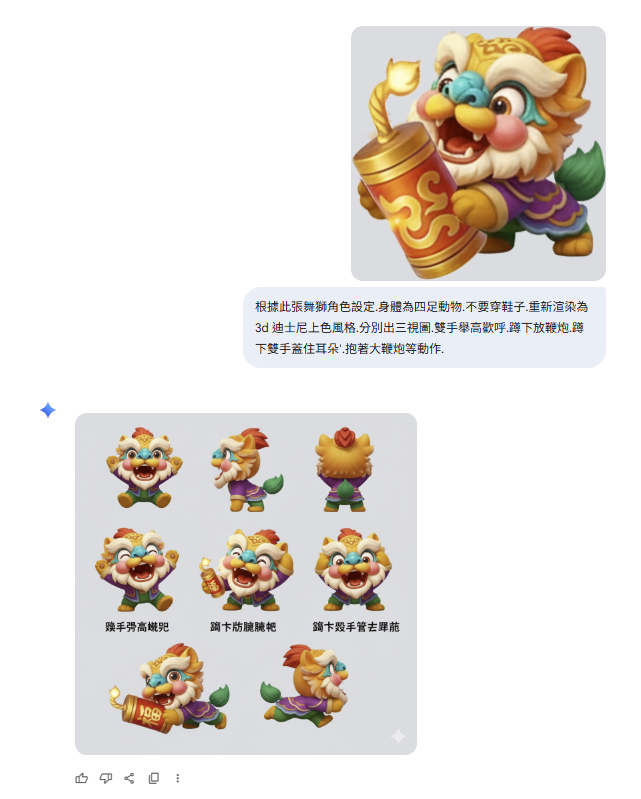 根據此張舞獅角色設定.身體為四足動物.不要穿鞋子.重新渲染為
3d 迪士尼上色風格.分別出三視圖.雙手舉高歡呼.蹲下放鞭炮.蹲
下雙手蓋住耳朵'.抱著大鞭炮等動作.
福